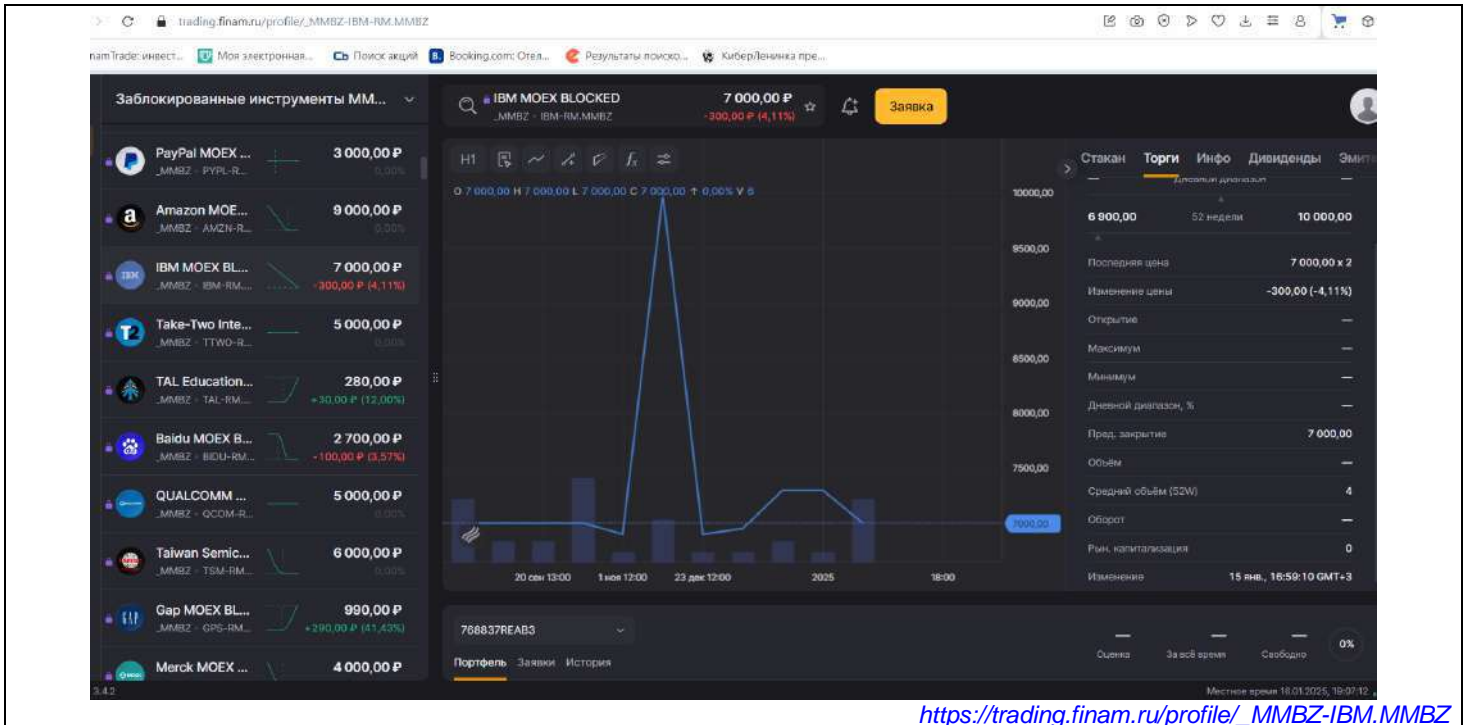 trading.finam.ru/profile/_MMBZ-IBM-RM.MMBZ
namTrade: инвест... Моя электронная... Поиск акций Booking.com: Отел... Результаты поиско... КиберЛенинка пре...
Заблокированные инструменты ММ...
IBM MOEX BLOCKED 7 000,00 ₽
_MMBZ · IBM-RM.MMBZ -300,00 ₽ (4,11%)
Заявка
PayPal MOEX ... 3 000,00 ₽
_MMBZ · PYPL-R...
Amazon MOE... 9 000,00 ₽
_MMBZ · AMZN-R... 0,00%
IBM MOEX BL... 7 000,00 ₽
_MMBZ · IBM-RM.... -300,00 ₽ (4,11%)
Take-Two Inte... 5 000,00 ₽
_MMBZ · TTWO-R... 0,00%
TAL Education... 280,00 ₽
_MMBZ · TAL-RM.... +30,00 ₽ (12,00%)
Baidu MOEX B... 2 700,00 ₽
_MMBZ · BIDU-RM... -100,00 ₽ (3,57%)
QUALCOMM ... 5 000,00 ₽
_MMBZ · QCOM-R... 0,00%
Taiwan Semic... 6 000,00 ₽
_MMBZ · TSM-RM... 0,00%
Gap MOEX BL... 990,00 ₽
_MMBZ · GPS-RM... +290,00 ₽ (41,43%)
Merck MOEX ... 4 000,00 ₽
3.4.2
H1
O 7 000,00 H 7 000,00 L 7 000,00 C 7 000,00 ↑ 0,00% V 6
10000,00
9500,00
9000,00
8500,00
8000,00
7500,00
7000,00
20 сен 13:00 1 ноя 12:00 23 дек 12:00 2025 18:00
Стакан Торги Инфо Дивиденды Эмит
— Дневной диапазон —
6 900,00 52 недели 10 000,00
Последняя цена 7 000,00 x 2
Изменение цены -300,00 (-4,11%)
Открытие —
Максимум —
Минимум —
Дневной диапазон, % —
Пред. закрытие 7 000,00
Объём —
Средний объём (52W) 4
Оборот —
Рын. капитализация 0
Изменение 15 янв., 16:59:10 GMT+3
768837REAB3
Портфель Заявки История
— — — 0%
Оценка За всё время Свободно
Местное время 18.01.2025, 19:07:12
https://trading.finam.ru/profile/_MMBZ-IBM.MMBZ